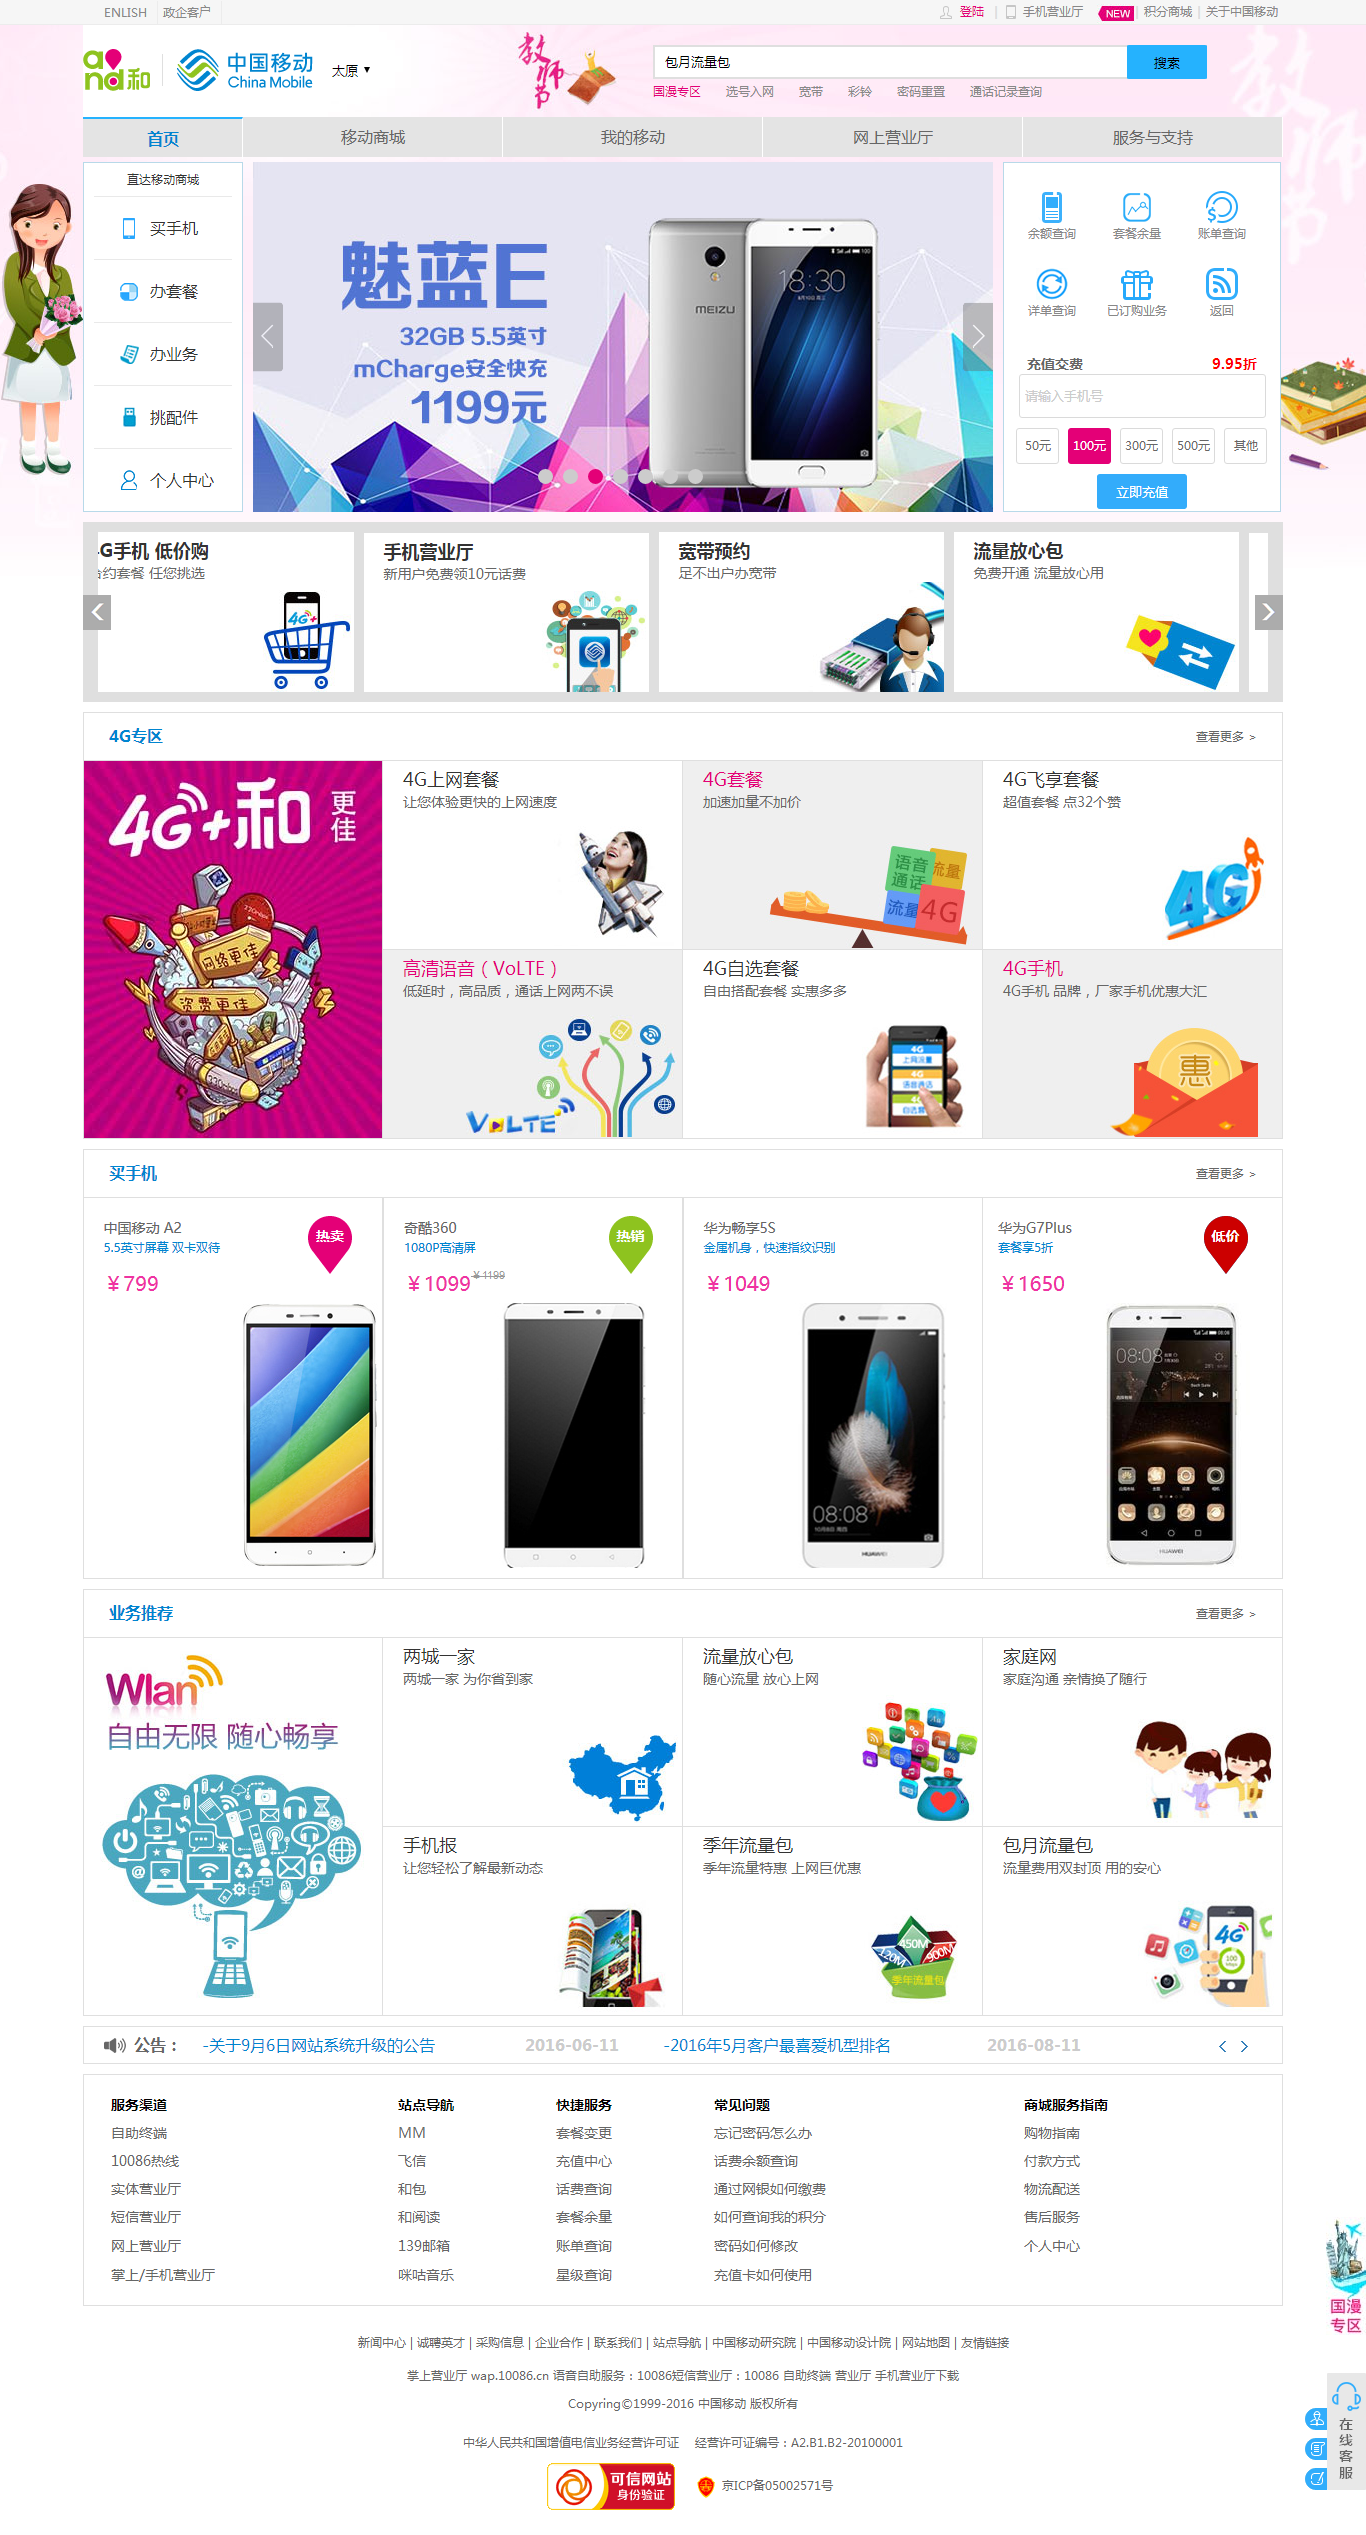 ENLISH 政企客户 登陆 手机营业厅 NEW 积分商城 关于中国移动
and和 中国移动 China Mobile 太原 ▼ 教师节 包月流量包 搜索
国漫专区 选号入网 宽带 彩铃 密码重置 通话记录查询
首页 移动商城 我的移动 网上营业厅 服务与支持
直达移动商城
买手机
办套餐
办业务
挑配件
个人中心
魅蓝E
32GB 5.5英寸
mCharge安全快充
1199元
MEIZU
18:30
余额查询 套餐余量 账单查询
详单查询 已订购业务 返回
充值交费 9.95折
请输入手机号
50元 100元 300元 500元 其他
立即充值
4G手机 低价购
合约套餐 任您挑选
4G+
手机营业厅
新用户免费领10元话费
宽带预约
足不出户办宽带
流量放心包
免费开通 流量放心用
4G专区 查看更多 >
4G+和 更佳
网络更佳
资费更佳
4G上网套餐
让您体验更快的上网速度
4G套餐
加速加量不加价
语音通话 流量
流量 4G
4G飞享套餐
超值套餐 点32个赞
4G
高清语音（VoLTE）
低延时，高品质，通话上网两不误
VoLTE
4G自选套餐
自由搭配套餐 实惠多多
4G
上网流量
4G
语音通话
4G
4G手机
4G手机 品牌，厂家手机优惠大汇
惠
买手机 查看更多 >
中国移动 A2
5.5英寸屏幕 双卡双待
￥799
热卖
奇酷360
1080P高清屏
￥1099 ￥1199
热销
华为畅享5S
金属机身，快速指纹识别
￥1049
08:08
HUAWEI
华为G7Plus
套餐享5折
￥1650
低价
08:08
HUAWEI
业务推荐 查看更多 >
Wlan
自由无限 随心畅享
两城一家
两城一家 为你省到家
流量放心包
随心流量 放心上网
家庭网
家庭沟通 亲情换了随行
手机报
让您轻松了解最新动态
季年流量包
季年流量特惠 上网巨优惠
120M 450M 900M
季年流量包
包月流量包
流量费用双封顶 用的安心
4G
100
公告： -关于9月6日网站系统升级的公告 2016-06-11 -2016年5月客户最喜爱机型排名 2016-08-11
服务渠道 站点导航 快捷服务 常见问题 商城服务指南
自助终端 MM 套餐变更 忘记密码怎么办 购物指南
10086热线 飞信 充值中心 话费余额查询 付款方式
实体营业厅 和包 话费查询 通过网银如何缴费 物流配送
短信营业厅 和阅读 套餐余量 如何查询我的积分 售后服务
网上营业厅 139邮箱 账单查询 密码如何修改 个人中心
掌上/手机营业厅 咪咕音乐 星级查询 充值卡如何使用
国漫专区
新闻中心 | 诚聘英才 | 采购信息 | 企业合作 | 联系我们 | 站点导航 | 中国移动研究院 | 中国移动设计院 | 网站地图 | 友情链接
掌上营业厅 wap.10086.cn 语音自助服务：10086短信营业厅：10086 自助终端 营业厅 手机营业厅下载
Copyring©1999-2016 中国移动 版权所有
在线客服
中华人民共和国增值电信业务经营许可证 经营许可证编号：A2.B1.B2-20100001
可信网站 身份验证 京ICP备05002571号